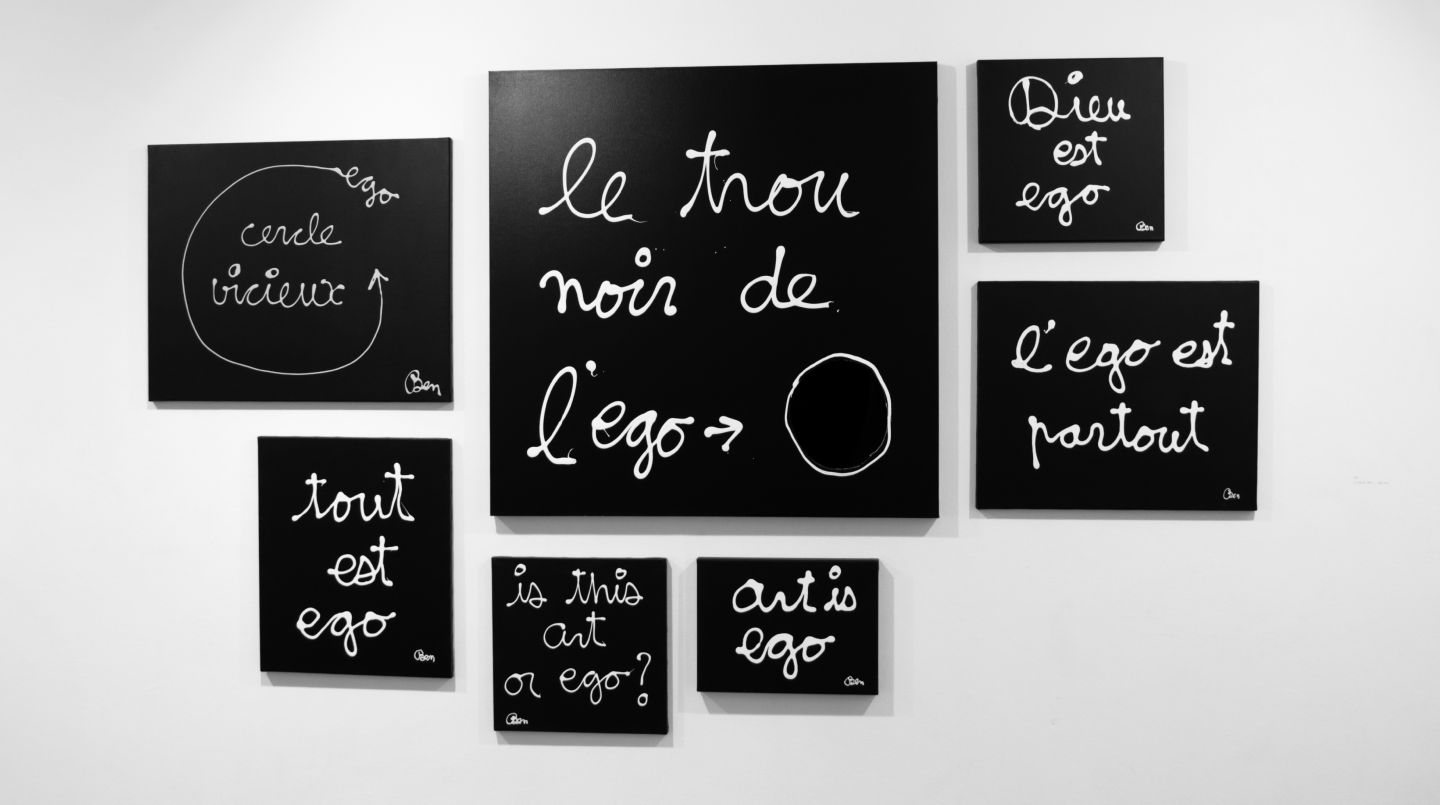 ego
cercle
vicieux
Ben
le trou
noir de
l'ego →
Dieu
est
ego
Ben
l'ego est
partout
Ben
tout
est
ego
Ben
is this
art
or ego?
Ben
art is
ego
Ben